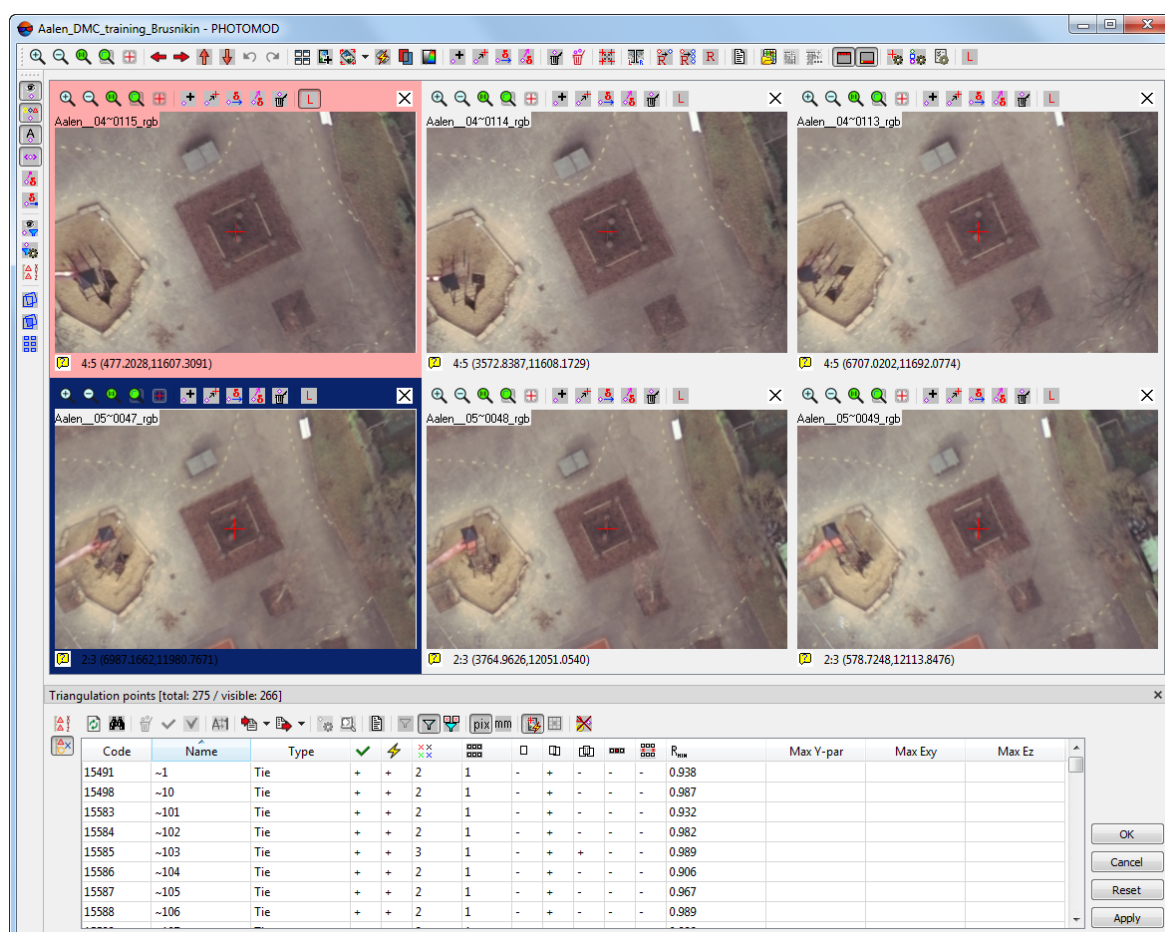 Aalen_DMC_training_Brusnikin - PHOTOMOD
R R R L
L L L
Aalen__04~0115_rgb Aalen__04~0114_rgb Aalen__04~0113_rgb
4:5 (477.2028,11607.3091) 4:5 (3572.8387,11608.1729) 4:5 (6707.0202,11692.0774)
L L L
Aalen__05~0047_rgb Aalen__05~0048_rgb Aalen__05~0049_rgb
2:3 (6987.1662,11980.7671) 2:3 (3764.9626,12051.0540) 2:3 (578.7248,12113.8476)
Triangulation points [total: 275 / visible: 266]
pix mm
Code Name Type R MIN Max Y-par Max Exy Max Ez
15491 ~1 Tie + + 2 1 - + - - - 0.938
15498 ~10 Tie + + 2 1 - + - - - 0.987
15583 ~101 Tie + + 2 1 - + - - - 0.932
15584 ~102 Tie + + 2 1 - + - - - 0.982
15585 ~103 Tie + + 3 1 - + + - - 0.989
15586 ~104 Tie + + 2 1 - + - - - 0.906
15587 ~105 Tie + + 2 1 - + - - - 0.967
15588 ~106 Tie + + 2 1 - + - - - 0.989
OK
Cancel
Reset
Apply